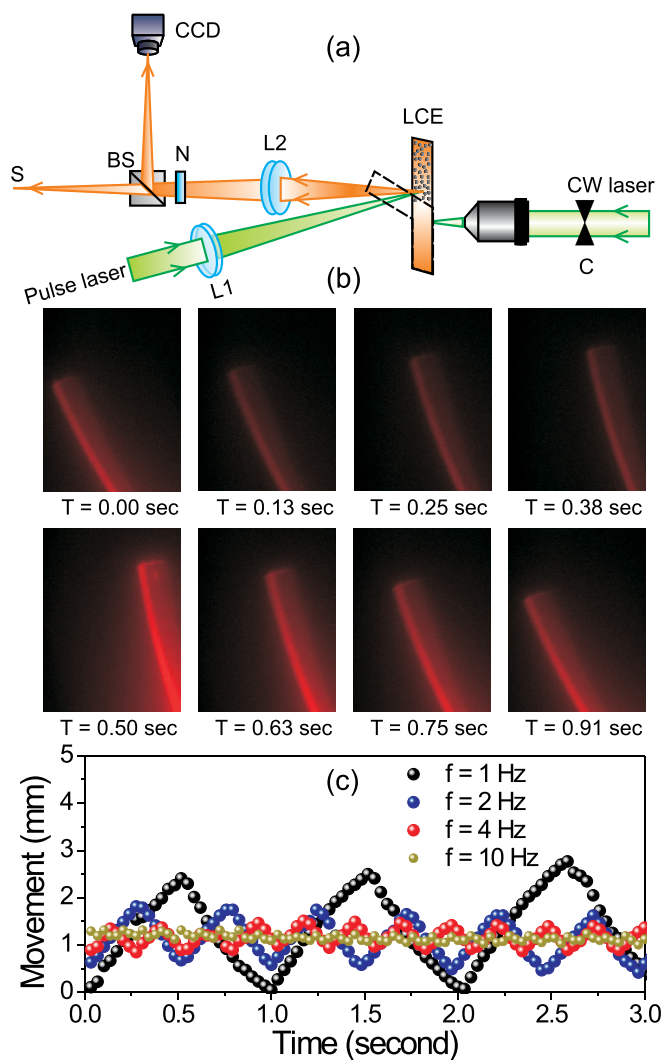 CCD
(a)
LCE
L2
BS
N
S
CW laser
Pulse laser
L1
C
(b)
T = 0.00 sec
T = 0.13 sec
T = 0.25 sec
T = 0.38 sec
T = 0.50 sec
T = 0.63 sec
T = 0.75 sec
T = 0.91 sec
(c)
f = 1 Hz
f = 2 Hz
f = 4 Hz
f = 10 Hz
Movement (mm)
5
4
3
2
1
0
0.0
0.5
1.0
1.5
2.0
2.5
3.0
Time (second)